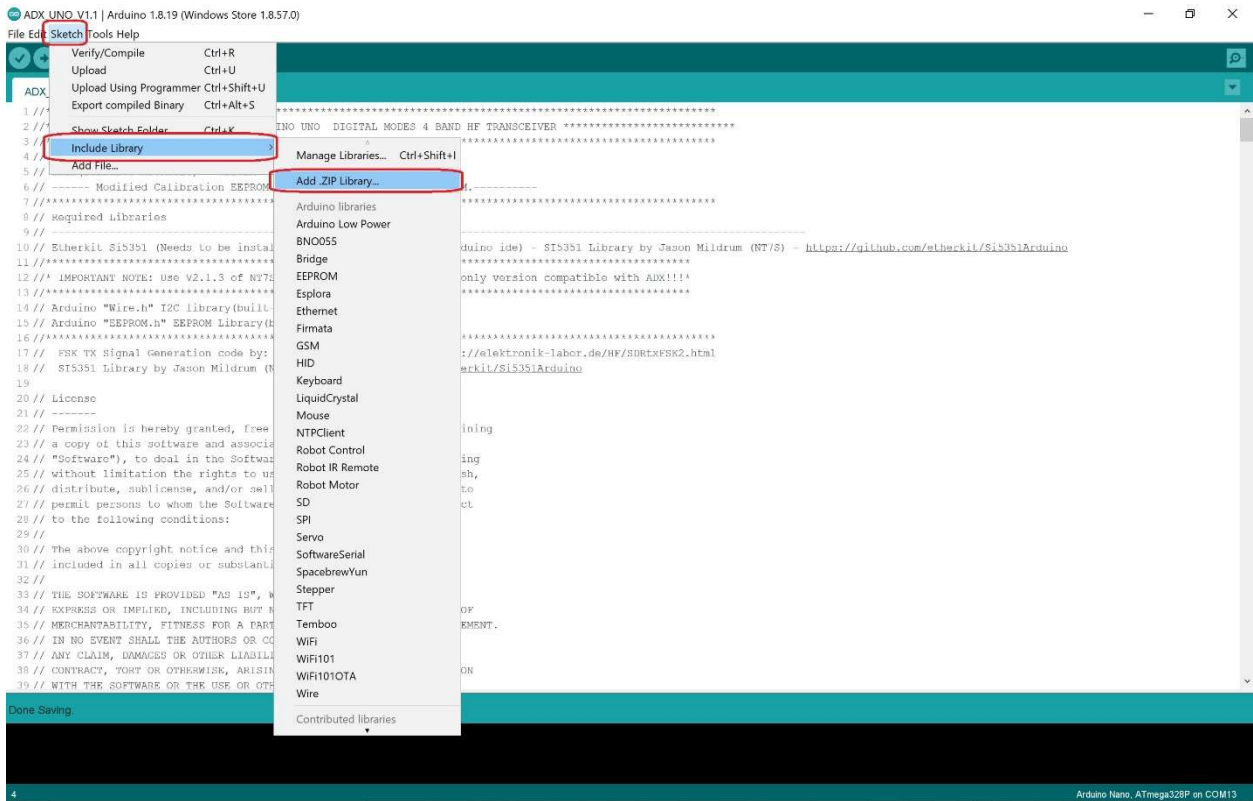 ADX_UNO_V1.1 | Arduino 1.8.19 (Windows Store 1.8.57.0)
File Edit Sketch Tools Help
Verify/Compile Ctrl+R
Upload Ctrl+U
Upload Using Programmer Ctrl+Shift+U
Export compiled Binary Ctrl+Alt+S
Show Sketch Folder Ctrl+K
Include Library
Add File...
Manage Libraries... Ctrl+Shift+I
Add .ZIP Library...
Arduino libraries
Arduino Low Power
BNO055
Bridge
EEPROM
Esplora
Ethernet
Firmata
GSM
HID
Keyboard
LiquidCrystal
Mouse
NTPClient
Robot Control
Robot IR Remote
Robot Motor
SD
SPI
Servo
SoftwareSerial
SpacebrewYun
Stepper
TFT
Temboo
WiFi
WiFi101
WiFi101OTA
Wire
Contributed libraries
ADX_
1 //*
2 //* INO UNO DIGITAL MODES 4 BAND HF TRANSCEIVER **************************
3 //*
4 //
5 //
6 // ------ Modified Calibration EEPROM ----------
7 //*********************************
8 // Required Libraries
9 // ----------------------------------
10 // Etherkit Si5351 (Needs to be instal duino ide) - SI5351 Library by Jason Mildrum (NT7S) - https://github.com/etherkit/Si5351Arduino
11 //*********************************
12 //* IMPORTANT NOTE: Use V2.1.3 of NT7S only version compatible with ADX!!!*
13 //*********************************
14 // Arduino "Wire.h" I2C library(built-
15 // Arduino "EEPROM.h" EEPROM Library(b
16 //*********************************
17 // FSK TX Signal Generation code by: ://elektronik-labor.de/HF/SDRtxFSK2.html
18 // SI5351 Library by Jason Mildrum (N erkit/Si5351Arduino
19
20 // License
21 // -------
22 // Permission is hereby granted, free ining
23 // a copy of this software and associa
24 // "Software"), to deal in the Softwar ing
25 // without limitation the rights to us sh,
26 // distribute, sublicense, and/or sell to
27 // permit persons to whom the Software ct
28 // to the following conditions:
29 //
30 // The above copyright notice and this
31 // included in all copies or substanti
32 //
33 // THE SOFTWARE IS PROVIDED "AS IS", W
34 // EXPRESS OR IMPLIED, INCLUDING BUT N OF
35 // MERCHANTABILITY, FITNESS FOR A PART EMENT.
36 // IN NO EVENT SHALL THE AUTHORS OR CO
37 // ANY CLAIM, DAMAGES OR OTHER LIABILI
38 // CONTRACT, TORT OR OTHERWISE, ARISIN ON
39 // WITH THE SOFTWARE OR THE USE OR OTH
Done Saving.
4 Arduino Nano, ATmega328P on COM13